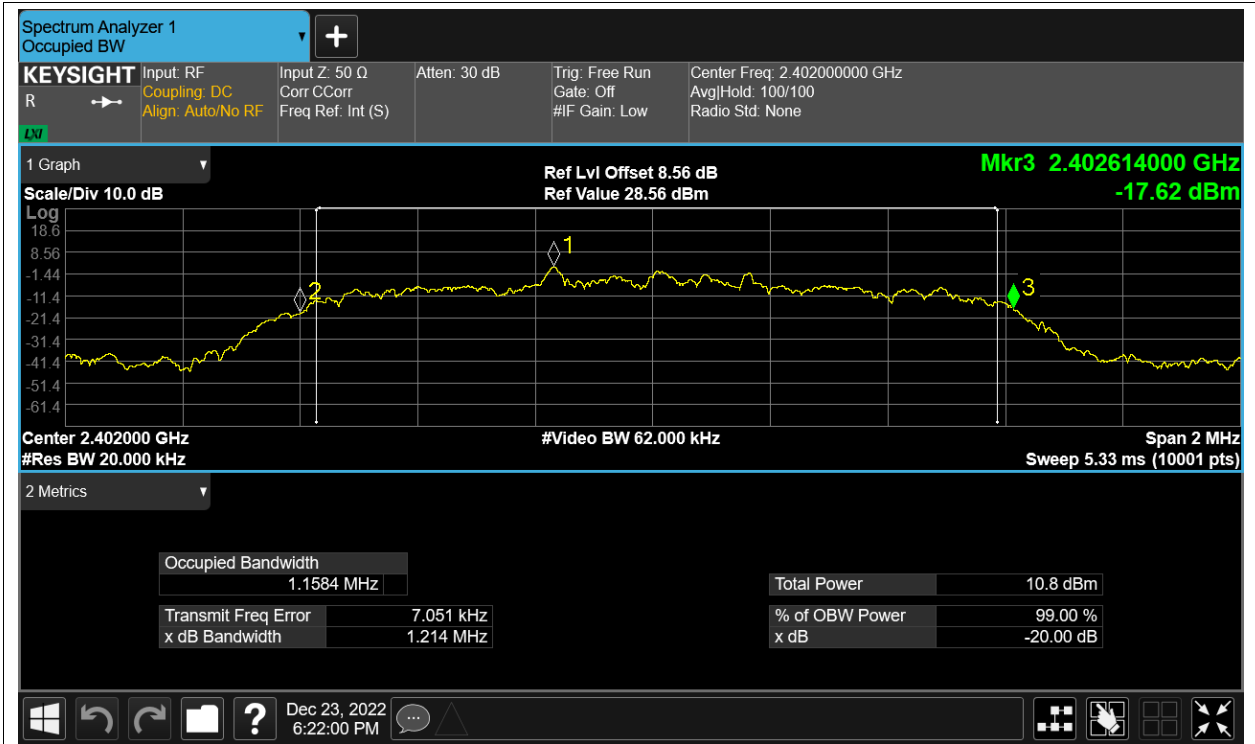 Spectrum Analyzer 1
Occupied BW
KEYSIGHT
R
LXI
Input: RF
Coupling: DC
Align: Auto/No RF
Input Z: 50 Ω
Corr CCorr
Freq Ref: Int (S)
Atten: 30 dB
Trig: Free Run
Gate: Off
#IF Gain: Low
Center Freq: 2.402000000 GHz
Avg|Hold: 100/100
Radio Std: None
1 Graph
Scale/Div 10.0 dB
Ref Lvl Offset 8.56 dB
Ref Value 28.56 dBm
Mkr3 2.402614000 GHz
-17.62 dBm
Log
18.6
8.56
-1.44
-11.4
-21.4
-31.4
-41.4
-51.4
-61.4
1
2
3
Center 2.402000 GHz
#Video BW 62.000 kHz
Span 2 MHz
#Res BW 20.000 kHz
Sweep 5.33 ms (10001 pts)
2 Metrics
Occupied Bandwidth
1.1584 MHz
Transmit Freq Error 7.051 kHz
x dB Bandwidth 1.214 MHz
Total Power 10.8 dBm
% of OBW Power 99.00 %
x dB -20.00 dB
?
Dec 23, 2022
6:22:00 PM